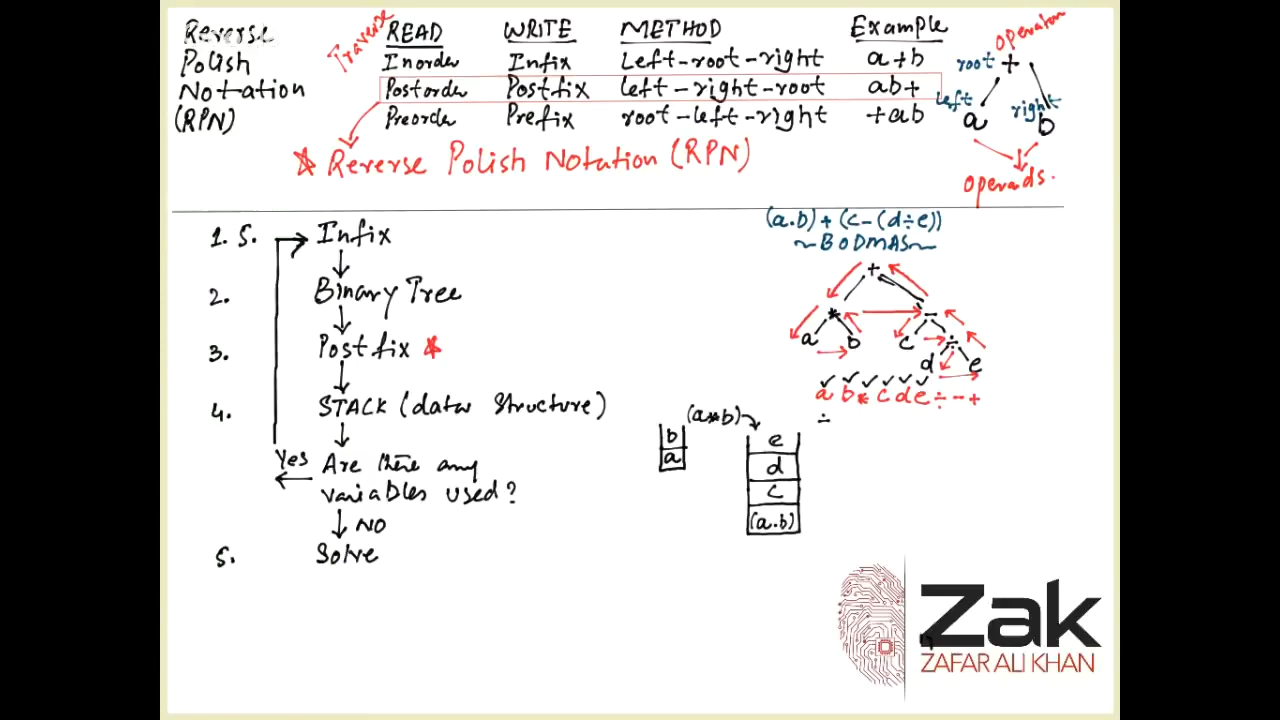 Reverse
Polish
Notation
(RPN)
Traverse
READ WRITE METHOD Example
Inorder Infix Left-root-right a+b
Postorder Postfix left-right-root ab+
Preorder Prefix root-left-right +ab
Operators
root +
left
right
a b
Operads.
* Reverse Polish Notation (RPN)
1. 5. Infix
2. Binary Tree
3. Postfix *
4. STACK (data structure)
Yes Are there any
variables used?
NO
5. Solve
(a.b) + (c-(d÷e))
~BODMAS~
+
* -
a b c ÷
d e
a b * c d e ÷ - +
÷
(a*b)
b
a
e
d
c
(a.b)
Zak
ZAFAR ALI KHAN